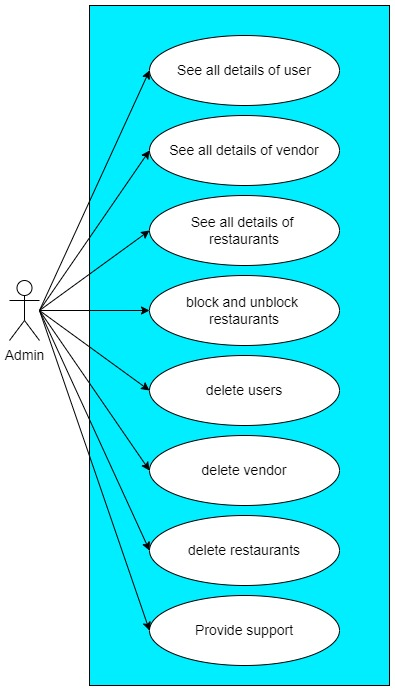 See all details of user
See all details of vendor
See all details of
restaurants
block and unblock
restaurants
Admin
delete users
delete vendor
delete restaurants
Provide support